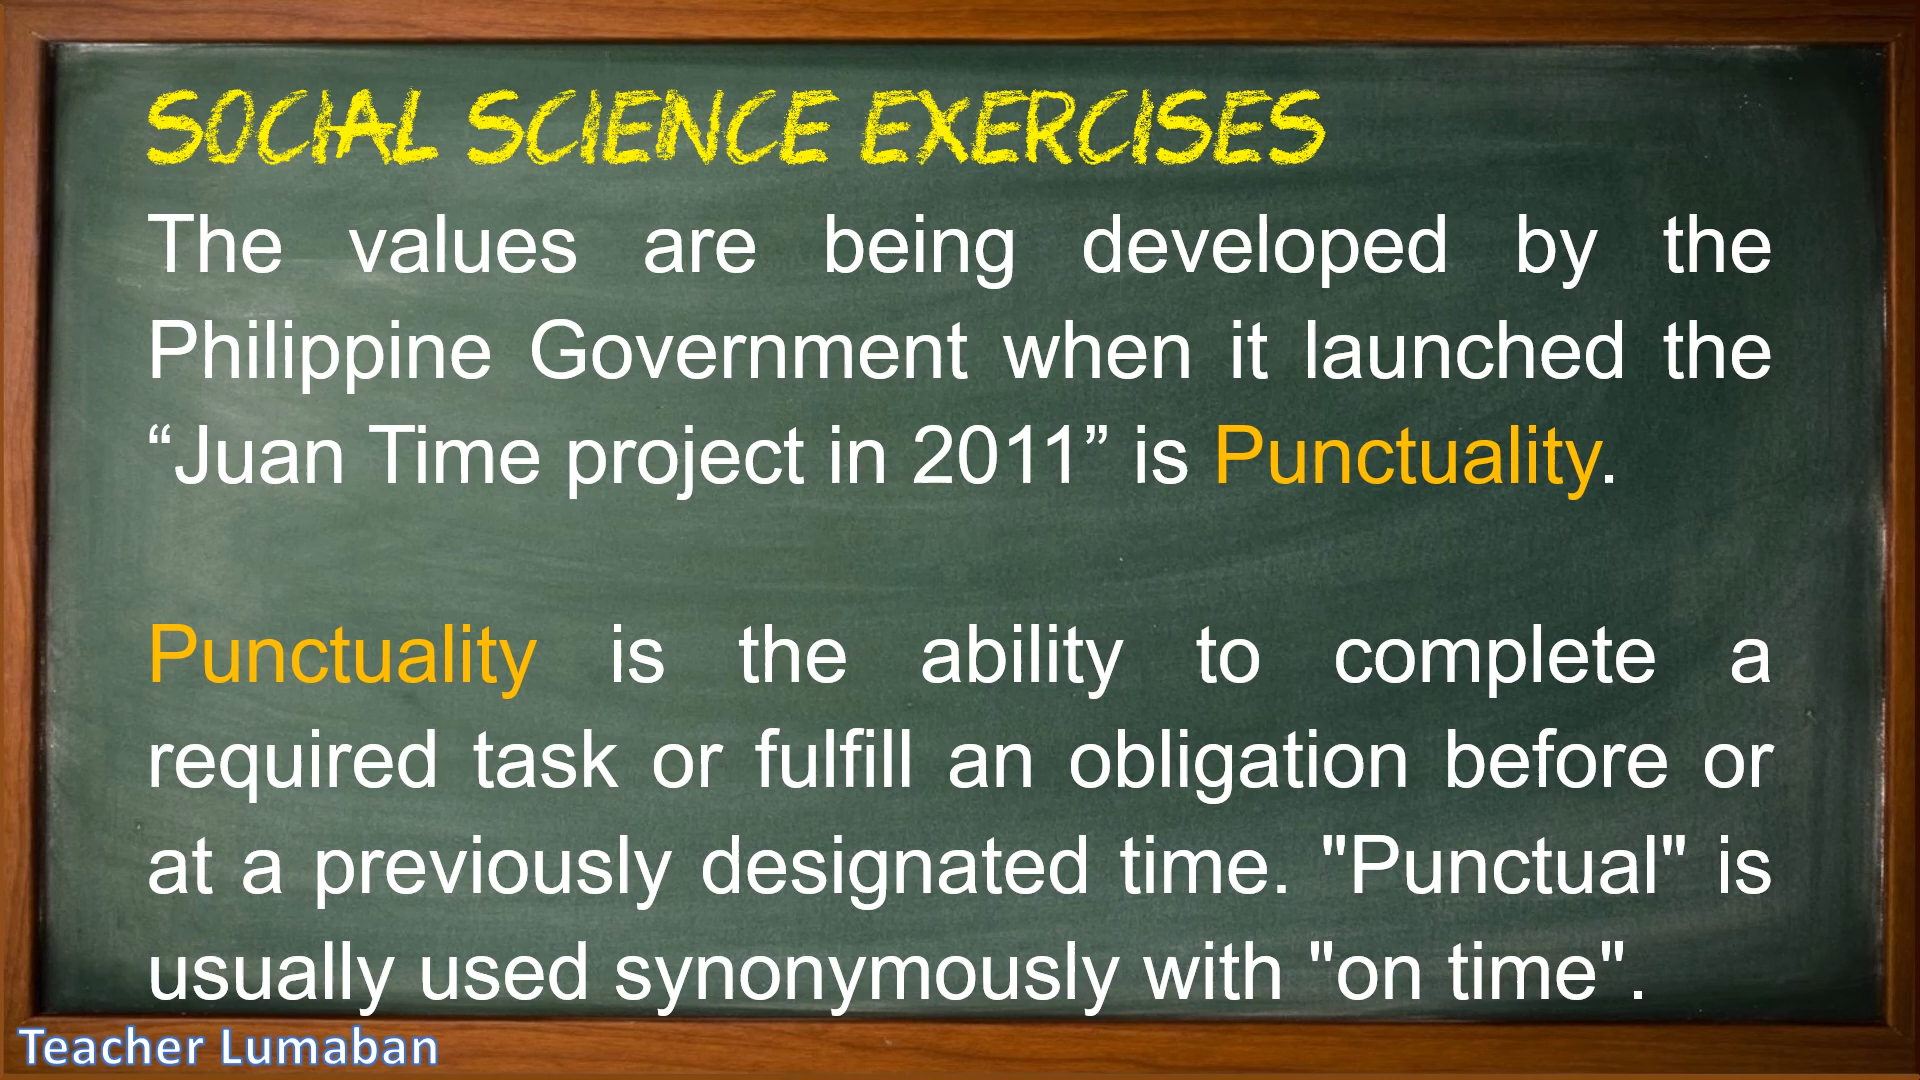 SOCIAL SCIENCE EXERCISES
The values are being developed by the
Philippine Government when it launched the
“Juan Time project in 2011” is Punctuality.
Punctuality is the ability to complete a
required task or fulfill an obligation before or
at a previously designated time. "Punctual" is
usually used synonymously with "on time".
Teacher Lumaban